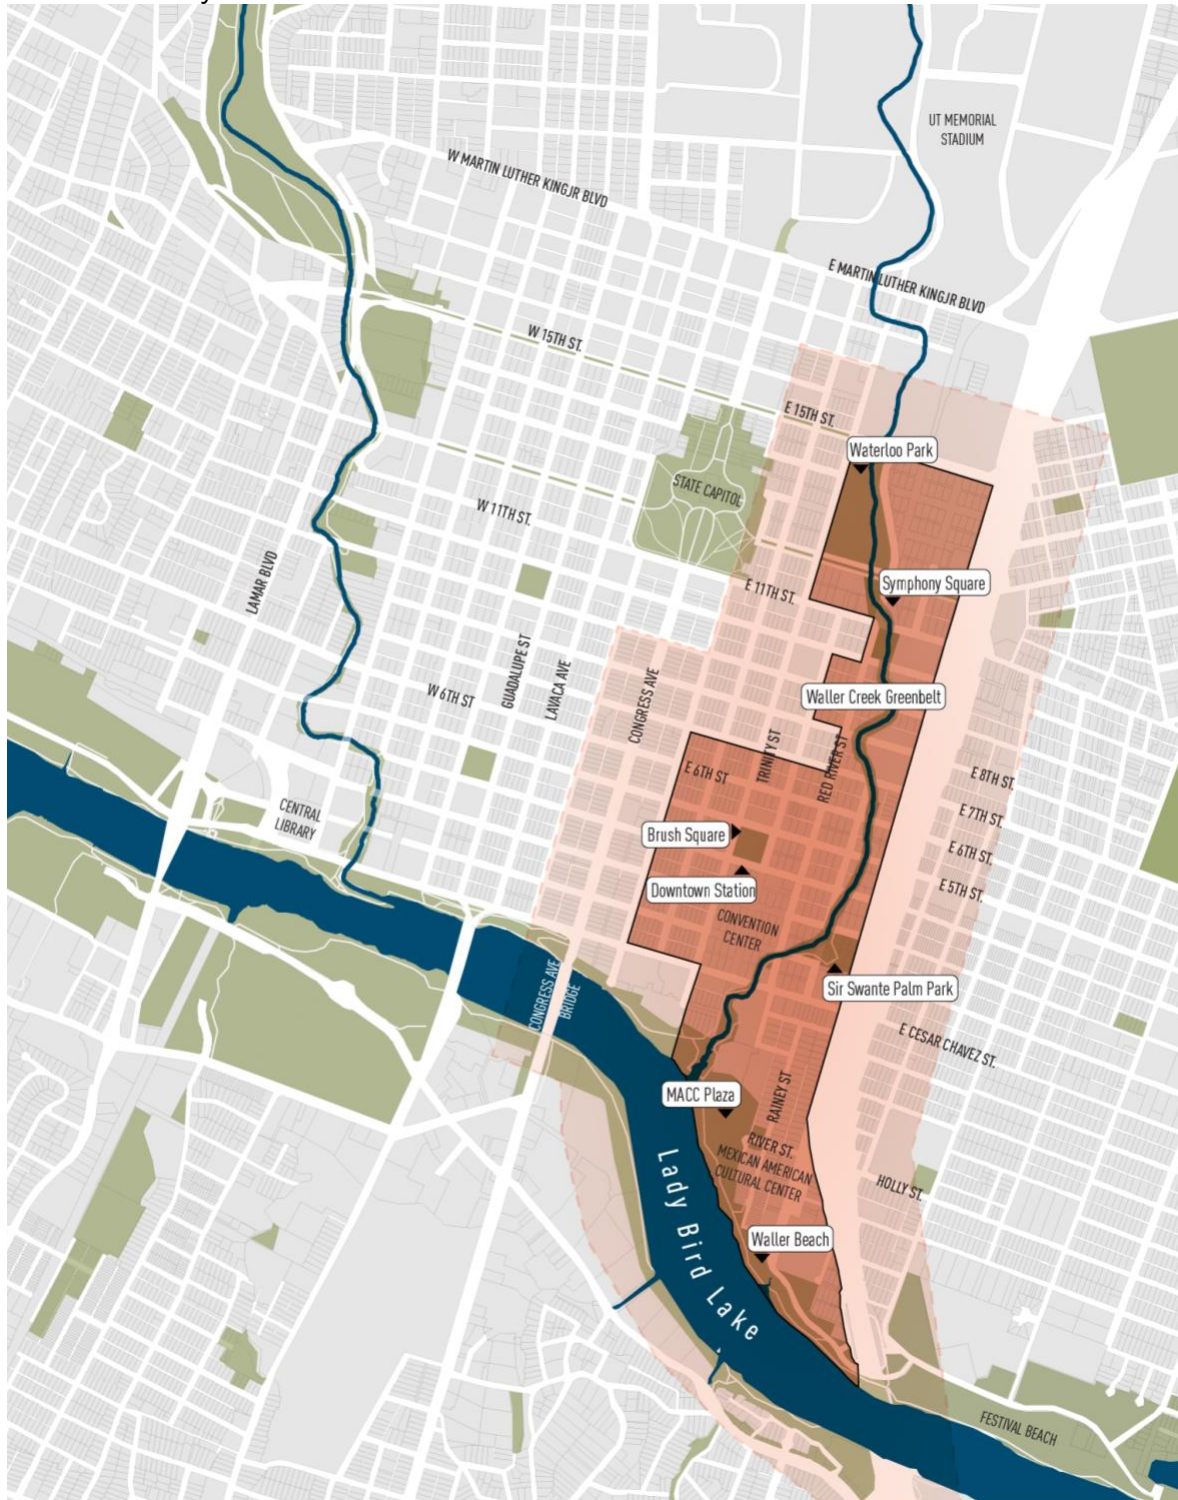 UT MEMORIAL
STADIUM
W MARTIN LUTHER KINGJR BLVD
E MARTIN LUTHER KINGJR BLVD
W 15TH ST.
E 15TH ST.
Waterloo Park
STATE CAPITOL
W 11TH ST.
LAMAR BLVD
E 11TH ST.
Symphony Square
GUADALUPE ST
LAVACA AVE
W 6TH ST
CONGRESS AVE
Waller Creek Greenbelt
TRINITY ST
RED RIVER ST
E 6TH ST
E 8TH ST.
E 7TH ST.
E 6TH ST.
E 5TH ST.
CENTRAL
LIBRARY
Brush Square
Downtown Station
CONVENTION
CENTER
CONGRESS AVE
BRIDGE
Sir Swante Palm Park
E CESAR CHAVEZ ST.
MACC Plaza
RAINEY ST
RIVER ST.
MEXICAN AMERICAN
CULTURAL CENTER
HOLLY ST.
Lady Bird Lake
Waller Beach
FESTIVAL BEACH